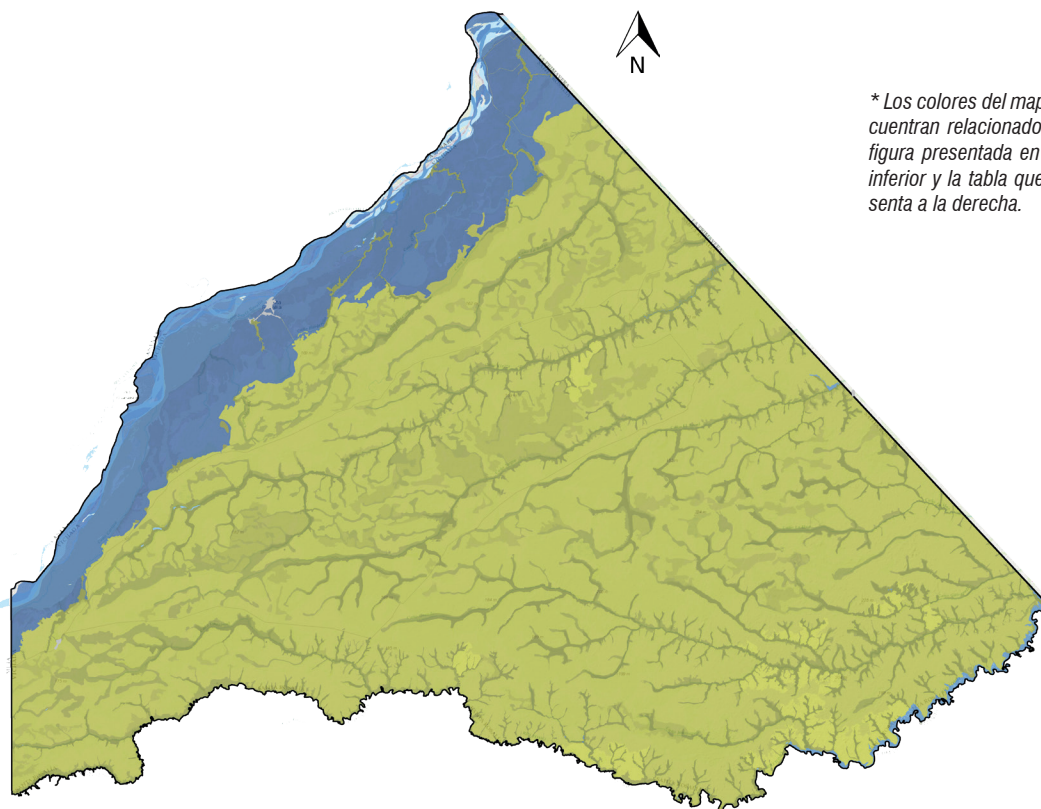 N
* Los colores del map
cuentran relacionado
figura presentada en
inferior y la tabla que
senta a la derecha.